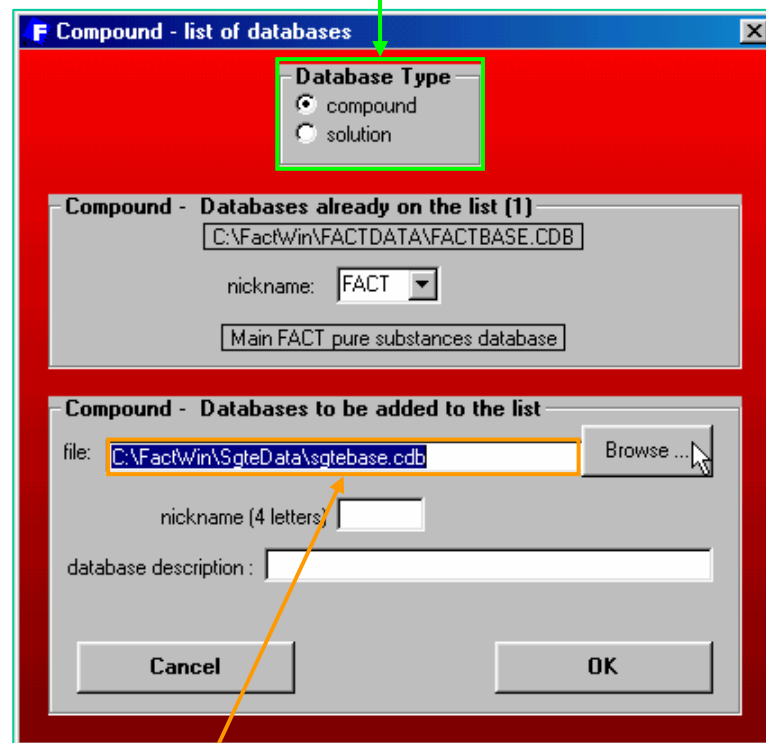 F Compound - list of databases
Database Type
compound
solution
Compound - Databases already on the list (1)
C:\FactWin\FACTDATA\FACTBASE.CDB
nickname: FACT
Main FACT pure substances database
Compound - Databases to be added to the list
file: C:\FactWin\SgteData\sgtebase.cdb Browse ...
nickname (4 letters)
database description :
Cancel OK